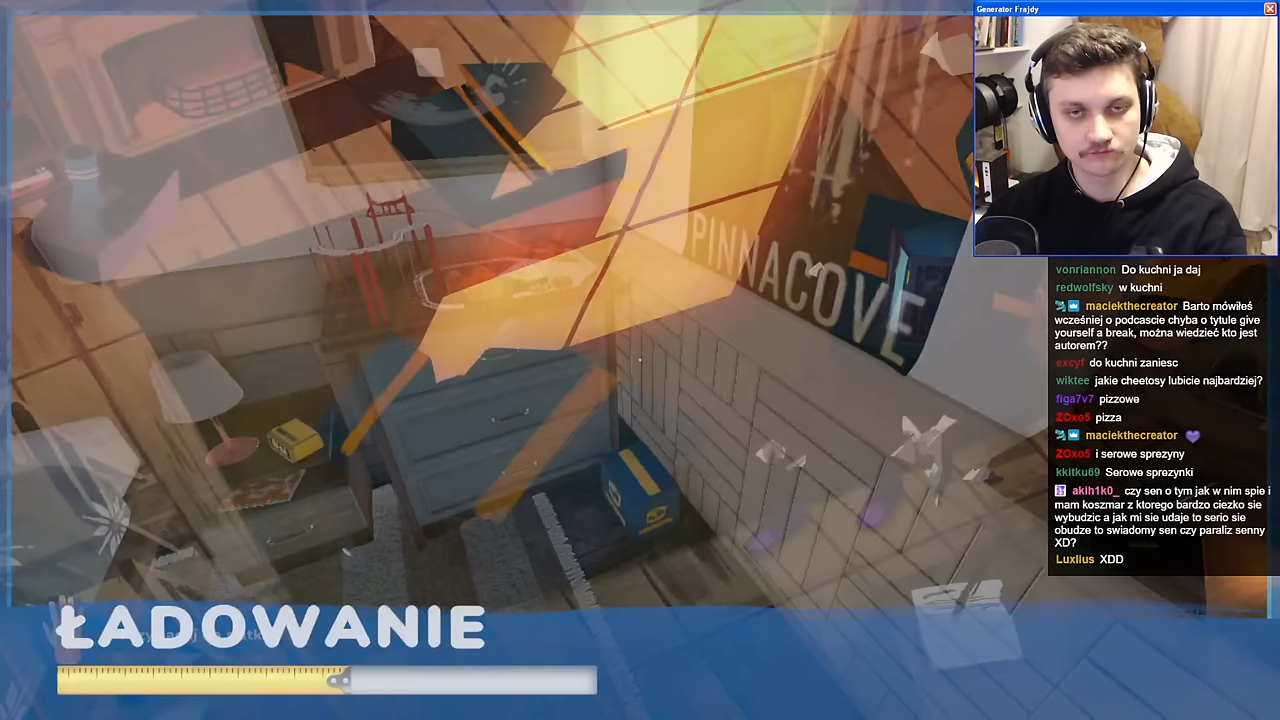 Generator Frajdy
PINNACOVE
vonriannon Do kuchni ja daj
redwolfsky w kuchni
maciekthecreator Barto mówiłeś
wcześniej o podcascie chyba o tytule give
yourself a break, można wiedzieć kto jest
autorem??
excyf do kuchni zaniesc
wiktee jakie cheetosy lubicie najbardziej?
figa7v7 pizzowe
ZOxo5 pizza
maciekthecreator
ZOxo5 i serowe sprezyny
kkitku69 Serowe sprezynki
akih1k0_ czy sen o tym jak w nim spie i
mam koszmar z ktorego bardzo ciezko sie
wybudzic a jak mi sie udaje to serio sie
obudze to swiadomy sen czy paraliz senny
XD?
Luxlius XDD
ŁADOWANIE